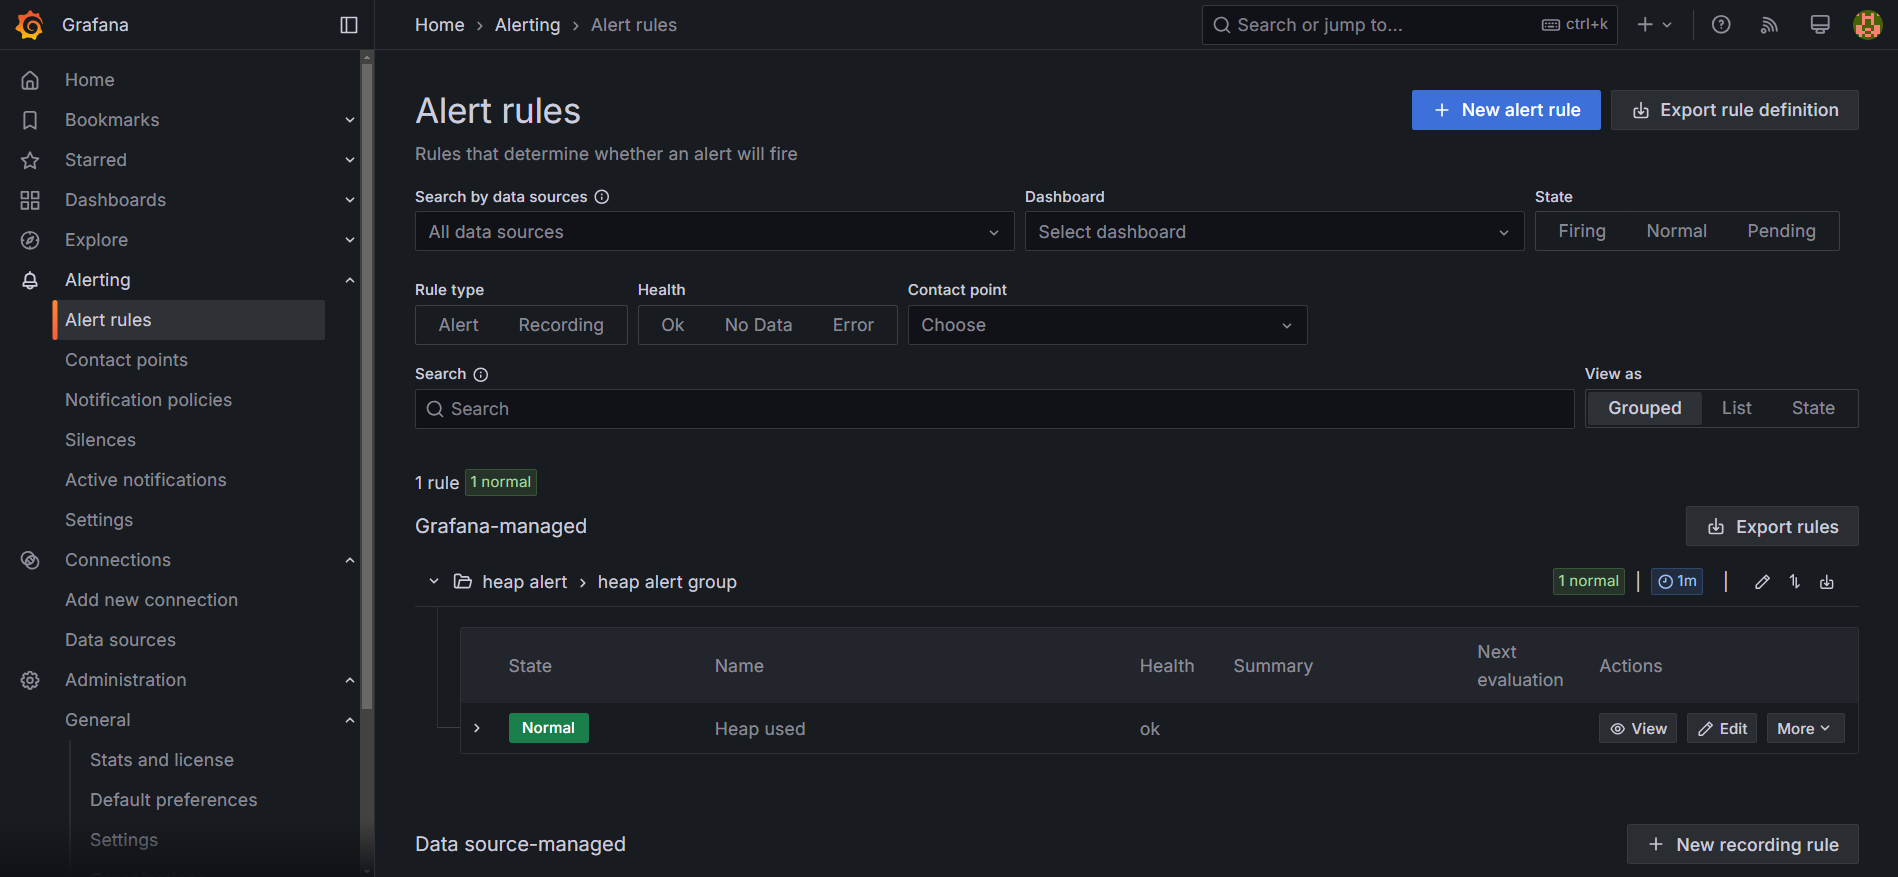 Grafana
Home › Alerting › Alert rules
Search or jump to...
ctrl+k
Home
Bookmarks
Starred
Dashboards
Explore
Alerting
Alert rules
Contact points
Notification policies
Silences
Active notifications
Settings
Connections
Add new connection
Data sources
Administration
General
Stats and license
Default preferences
Settings
Alert rules
New alert rule
Export rule definition
Rules that determine whether an alert will fire
Search by data sources
Dashboard
State
All data sources
Select dashboard
Firing Normal Pending
Rule type
Health
Contact point
Alert Recording
Ok No Data Error
Choose
Search
View as
Search
Grouped List State
1 rule 1 normal
Grafana-managed
Export rules
heap alert › heap alert group
1 normal | 1m |
State Name Health Summary Next evaluation Actions
Normal Heap used ok View Edit More
Data source-managed
New recording rule